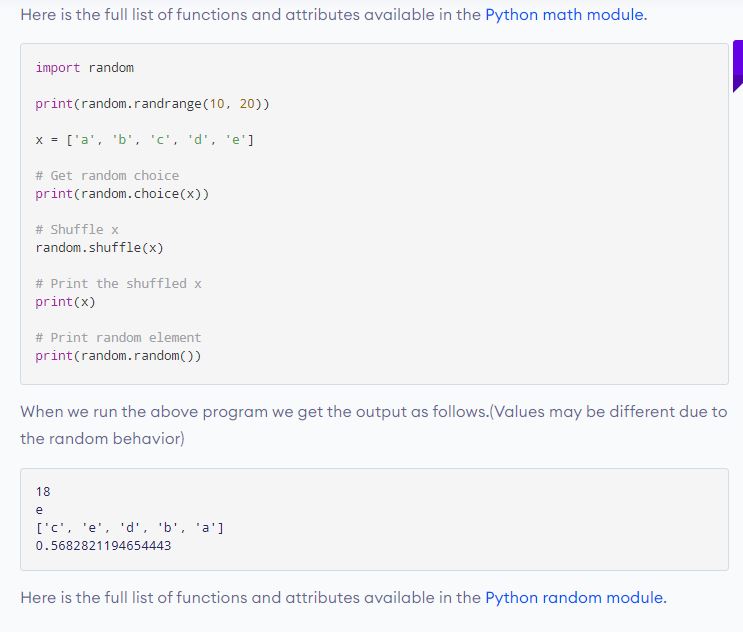 Here is the full list of functions and attributes available in the Python math module.
import random
print(random.randrange(10, 20))
x = ['a', 'b', 'c', 'd', 'e']
# Get random choice
print(random.choice(x))
# Shuffle x
random.shuffle(x)
# Print the shuffled x
print(x)
# Print random element
print(random.random())
When we run the above program we get the output as follows.(Values may be different due to
the random behavior)
18
e
['c', 'e', 'd', 'b', 'a']
0.5682821194654443
Here is the full list of functions and attributes available in the Python random module.